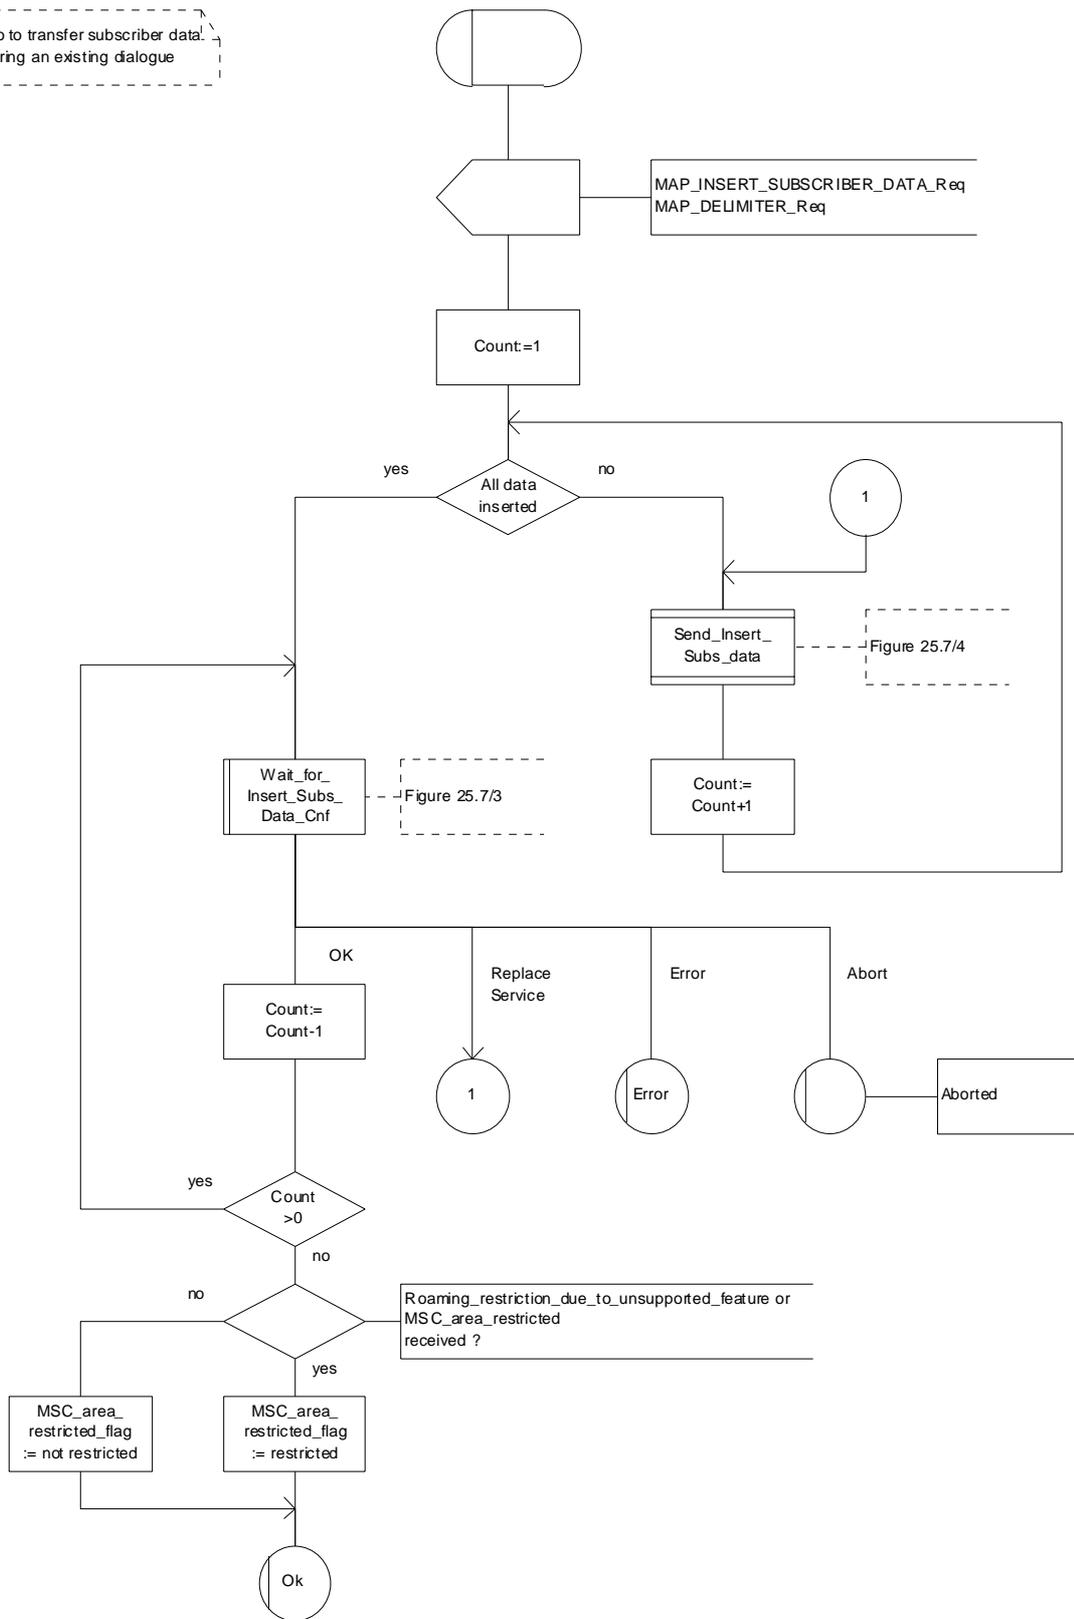 to transfer subscriber data
an existing dialogue
MAP_INSERT_SUBSCRIBER_DATA_Req
MAP_DELIMITER_Req
Count:=1
yes
All data
inserted
no
1
Send_Insert_
Subs_data
Figure 25.7/4
Wait_for_
Insert_Subs_
Data_Cnf
Figure 25.7/3
Count:=
Count+1
OK
Replace
Service
Error
Abort
Count:=
Count-1
1
Error
Aborted
yes
Count
>0
no
no
Roaming_restriction_due_to_unsupported_feature or
MSC_area_restricted
received ?
yes
MSC_area_
restricted_flag
:= not restricted
MSC_area_
restricted_flag
:= restricted
Ok